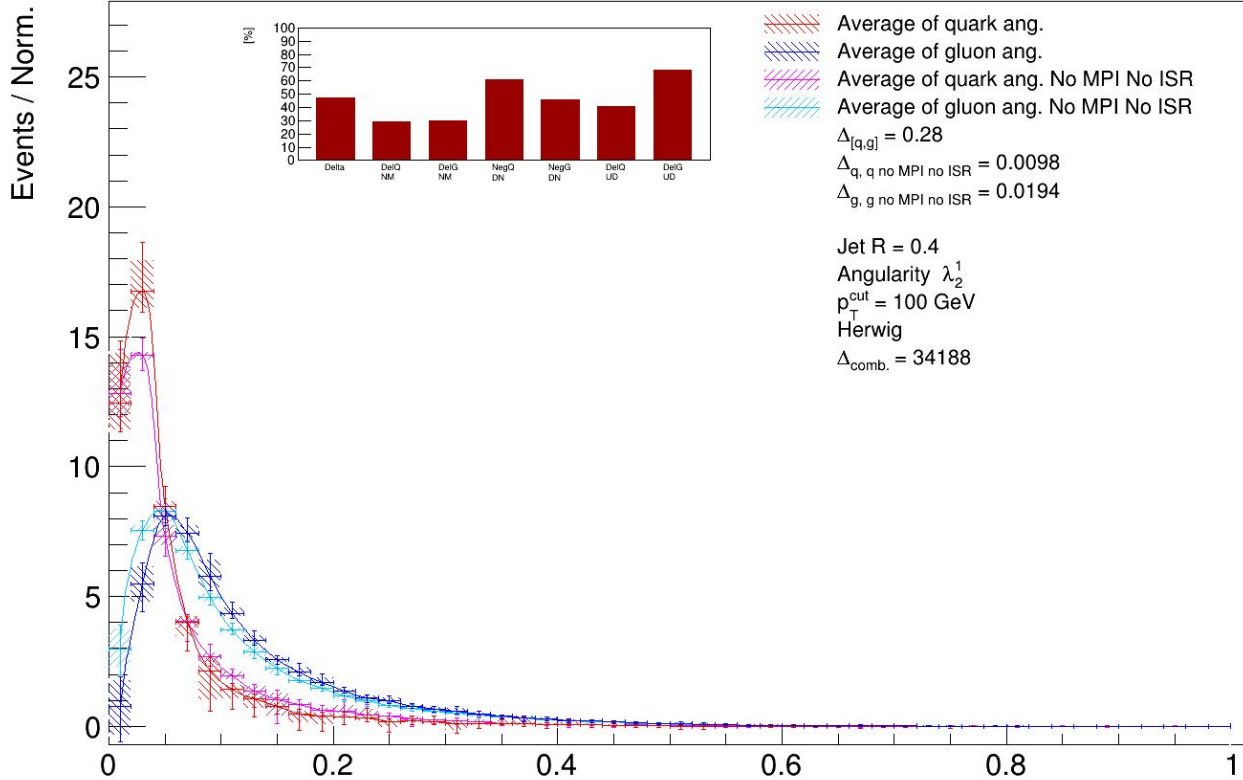 Events / Norm.
25
20
15
10
5
0
0
0.2
0.4
0.6
0.8
1
[%]
100
90
80
70
60
50
40
30
20
10
0
Delta
DelQ
NM
DelG
NM
NegQ
DN
NegG
DN
DelQ
UD
DelG
UD
Average of quark ang.
Average of gluon ang.
Average of quark ang. No MPI No ISR
Average of gluon ang. No MPI No ISR
Δ[q,g] = 0.28
Δq, q no MPI no ISR = 0.0098
Δg, g no MPI no ISR = 0.0194
Jet R = 0.4
Angularity λ₂¹
pTcut = 100 GeV
Herwig
Δcomb. = 34188